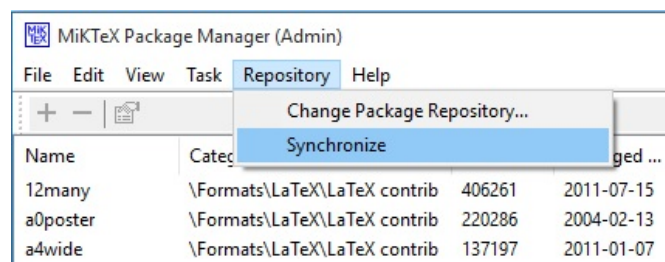 MiKTeX Package Manager (Admin)
File Edit View Task Repository Help
Change Package Repository...
Synchronize
Name
12many \Formats\LaTeX\LaTeX contrib 406261 2011-07-15
a0poster \Formats\LaTeX\LaTeX contrib 220286 2004-02-13
a4wide \Formats\LaTeX\LaTeX contrib 137197 2011-01-07